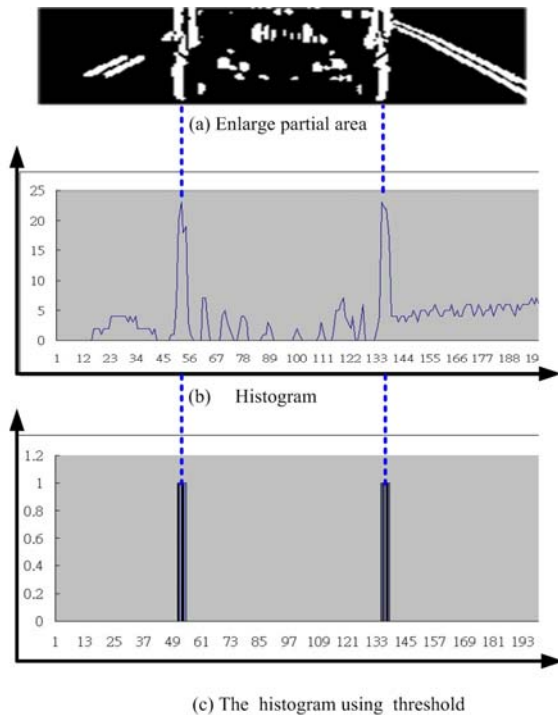 (a) Enlarge partial area
25
20
15
10
5
0
1 12 23 34 45 56 67 78 89 100 111 122 133 144 155 166 177 188 19
(b) Histogram
1.2
1
0.8
0.6
0.4
0.2
0
1 13 25 37 49 61 73 85 97 109 121 133 145 157 169 181 193
(c) The histogram using threshold